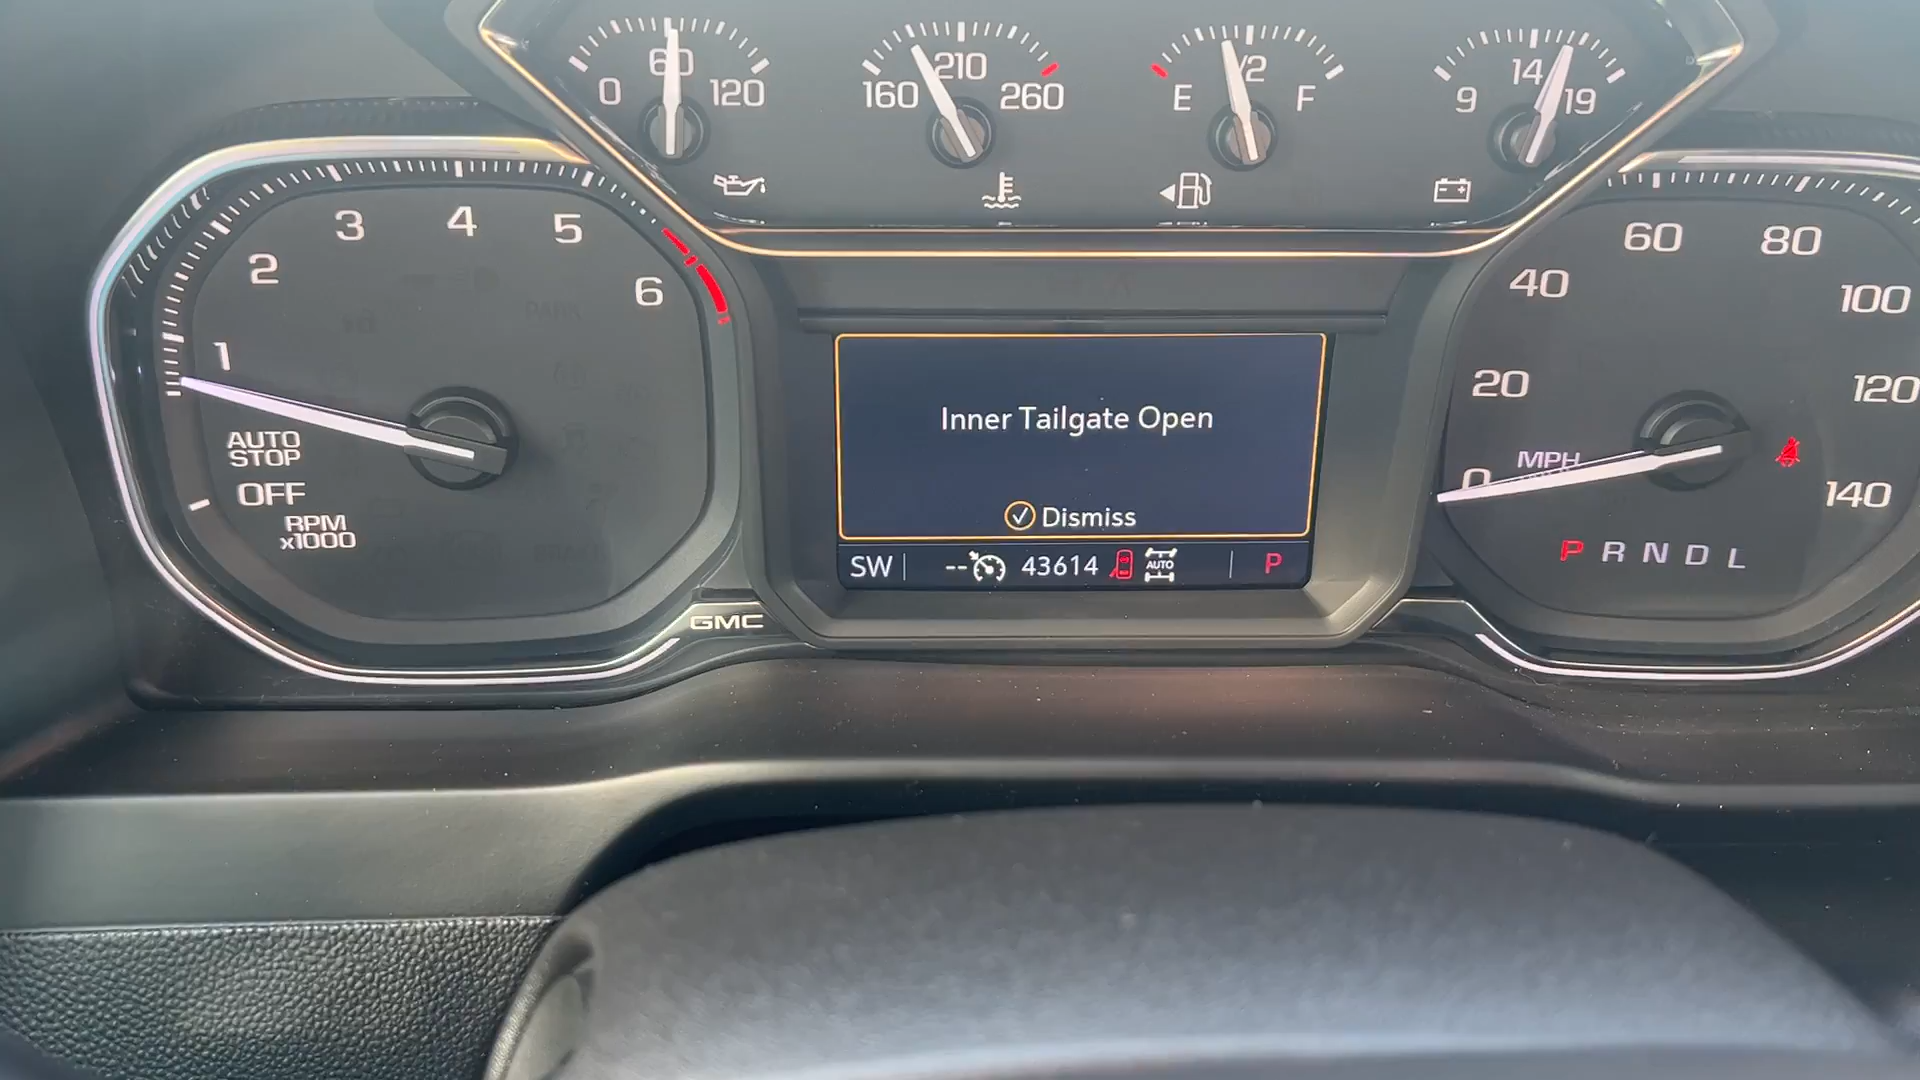 0 60 120
160 210 260
E 1/2 F
9 14 19
1 2 3 4 5 6
AUTO
STOP
OFF
RPM
x1000
GMC
Inner Tailgate Open
Dismiss
SW -- 43614 AUTO P
0 20 40 60 80 100 120 140
MPH
P R N D L